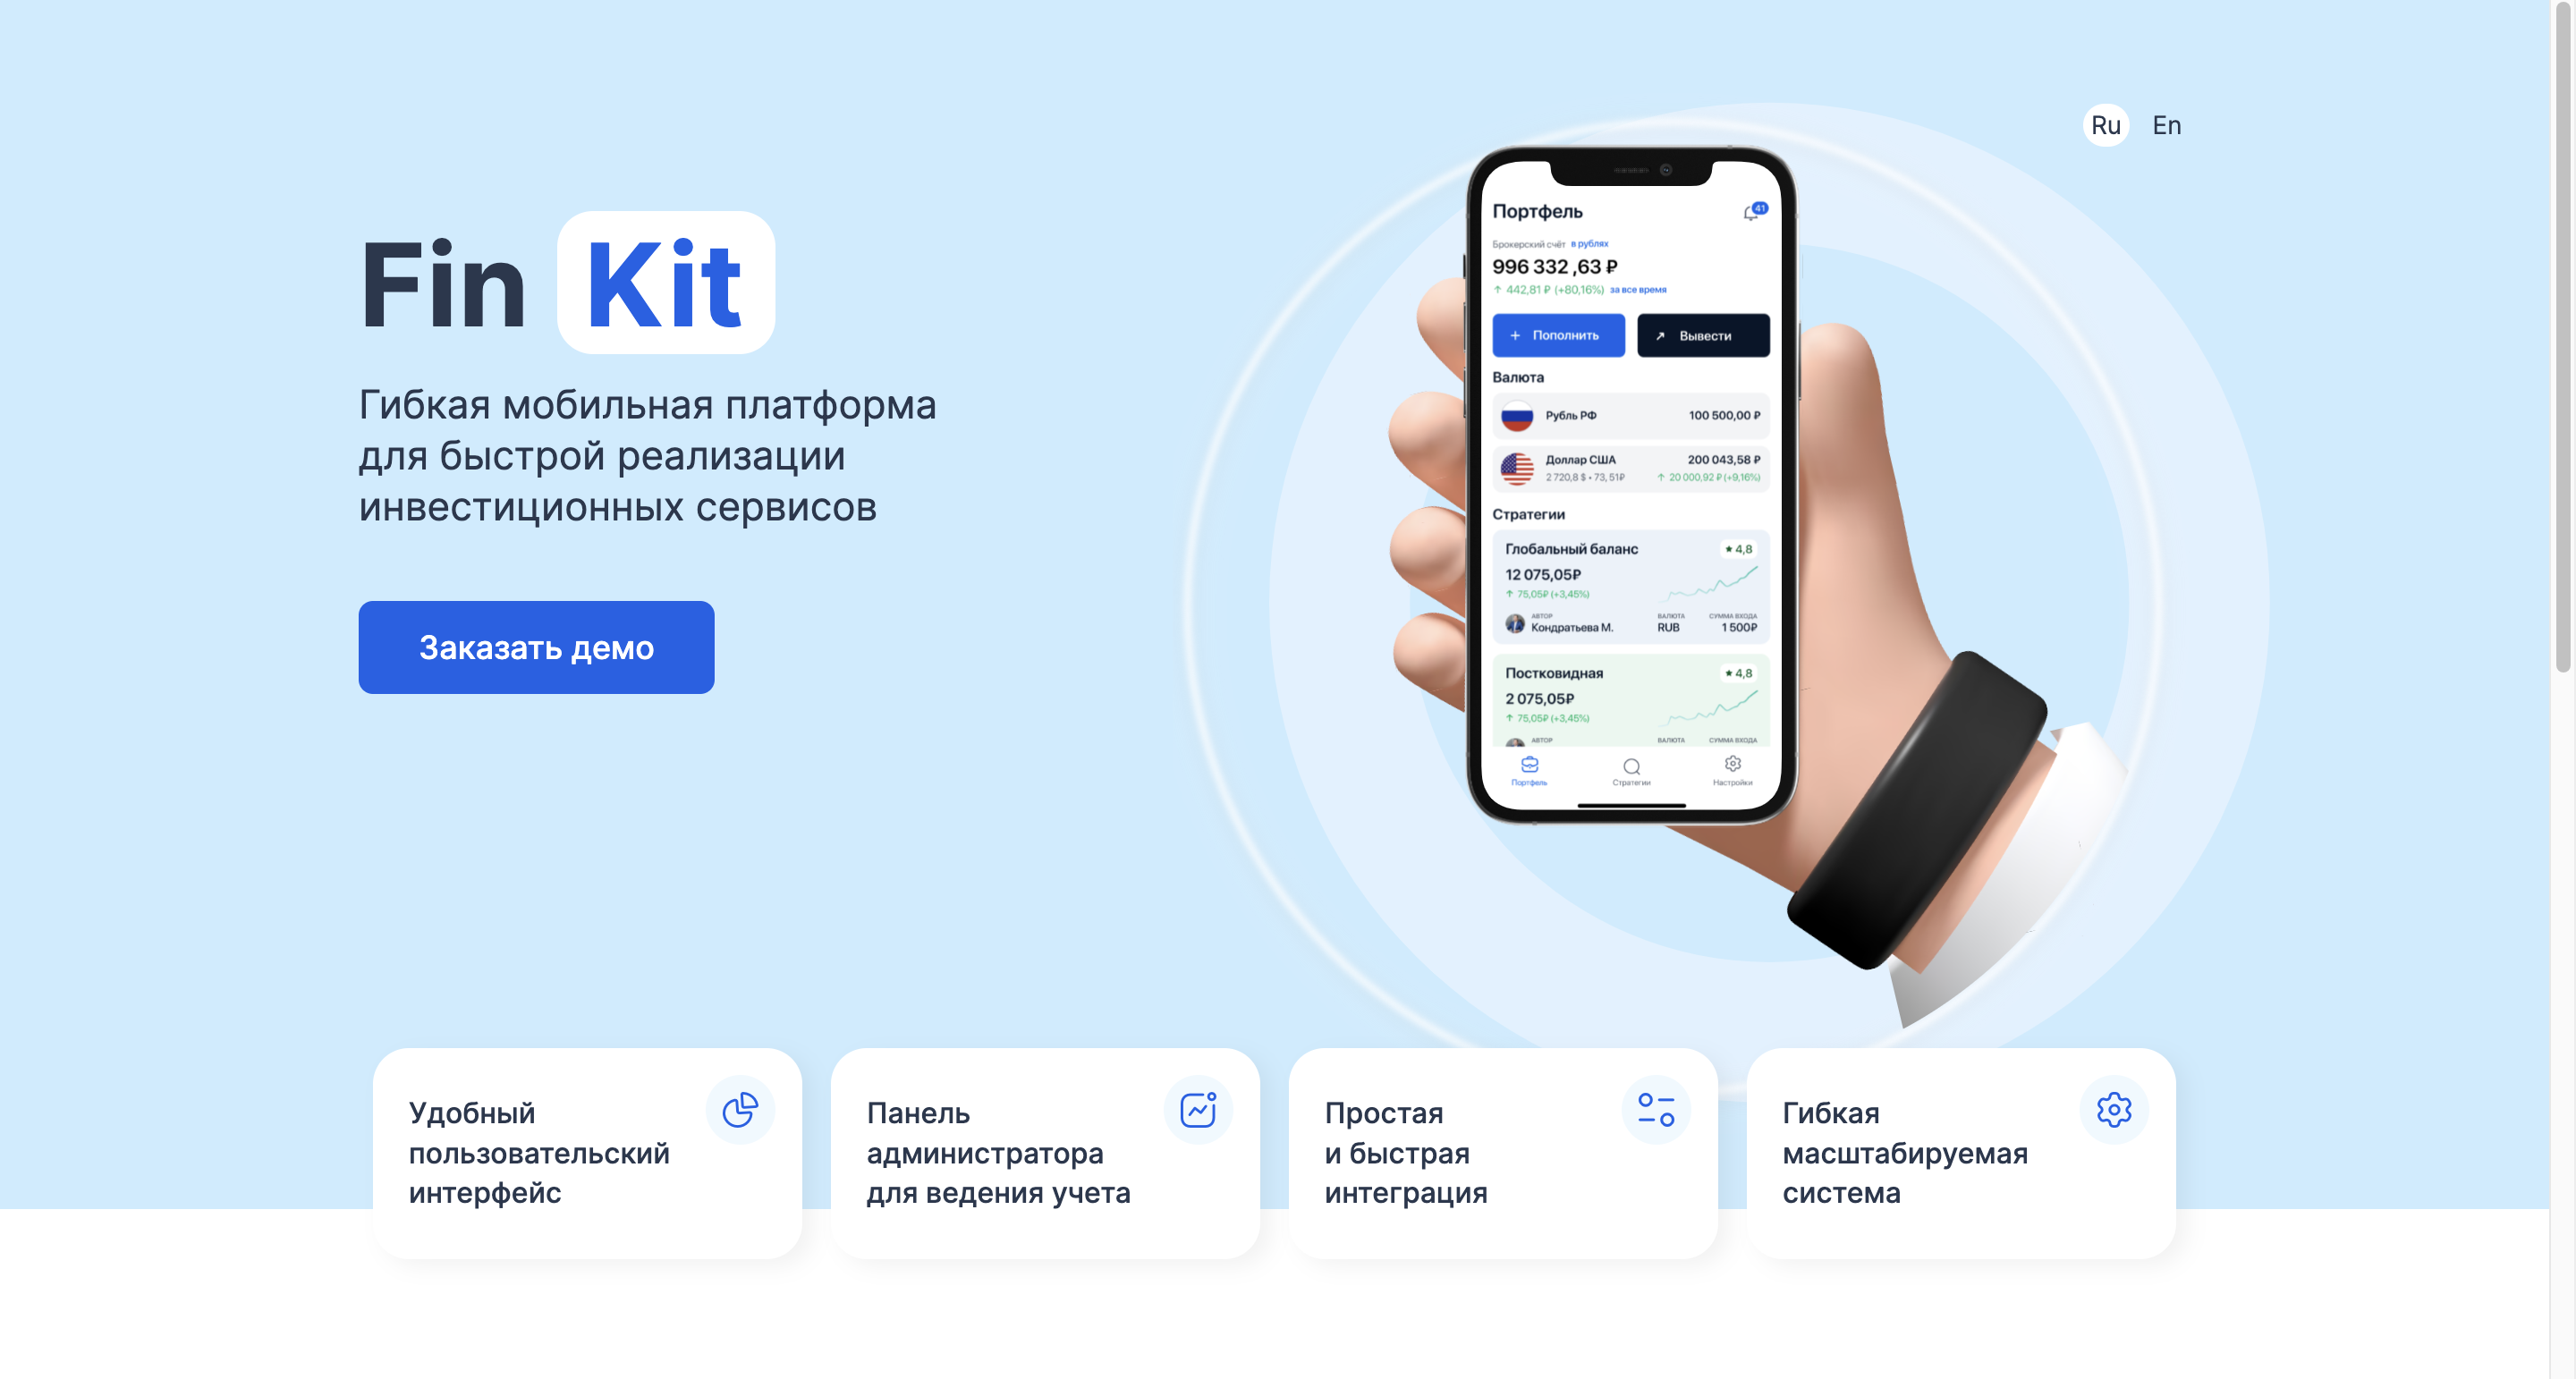 Ru En
Fin Kit
Гибкая мобильная платформа
для быстрой реализации
инвестиционных сервисов
Заказать демо
Портфель
41
Брокерский счёт в рублях
996 332 ,63 ₽
↑ 442,81 ₽ (+80,16%) за все время
+ Пополнить
↗ Вывести
Валюта
Рубль РФ 100 500,00 ₽
Доллар США 200 043,58 ₽
2 720,8 $ • 73, 51₽ ↑ 20 000,92 ₽ (+9,16%)
Стратегии
Глобальный баланс ★ 4,8
12 075,05₽
↑ 75,05₽ (+3,45%)
АВТОР ВАЛЮТА СУММА ВХОДА
Кондратьева М. RUB 1 500₽
Постковидная ★ 4,8
2 075,05₽
↑ 75,05₽ (+3,45%)
АВТОР ВАЛЮТА СУММА ВХОДА
Портфель Стратегии Настройки
Удобный
пользовательский
интерфейс
Панель
администратора
для ведения учета
Простая
и быстрая
интеграция
Гибкая
масштабируемая
система